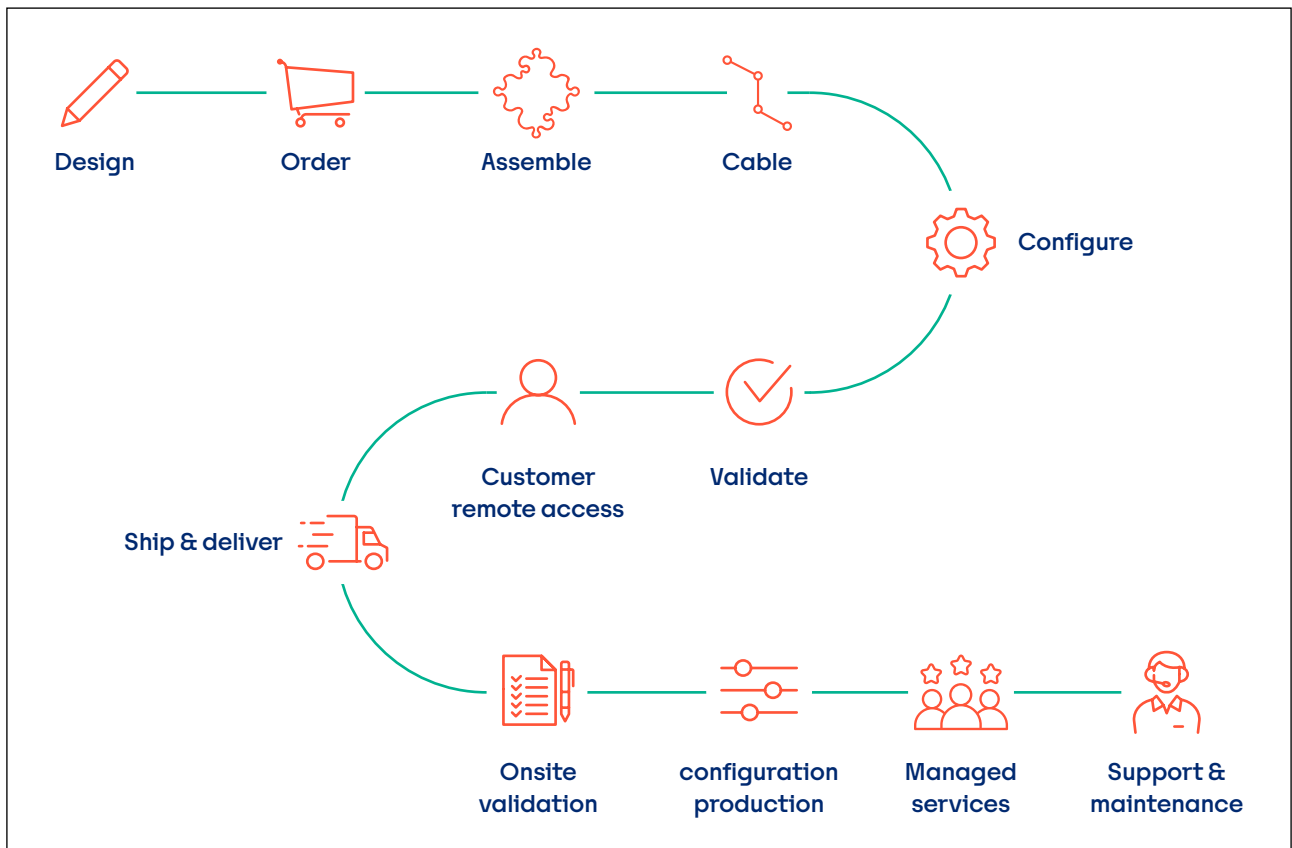 Design
Order
Assemble
Cable
Configure
Validate
Customer
remote access
Ship & deliver
Onsite
validation
configuration
production
Managed
services
Support &
maintenance